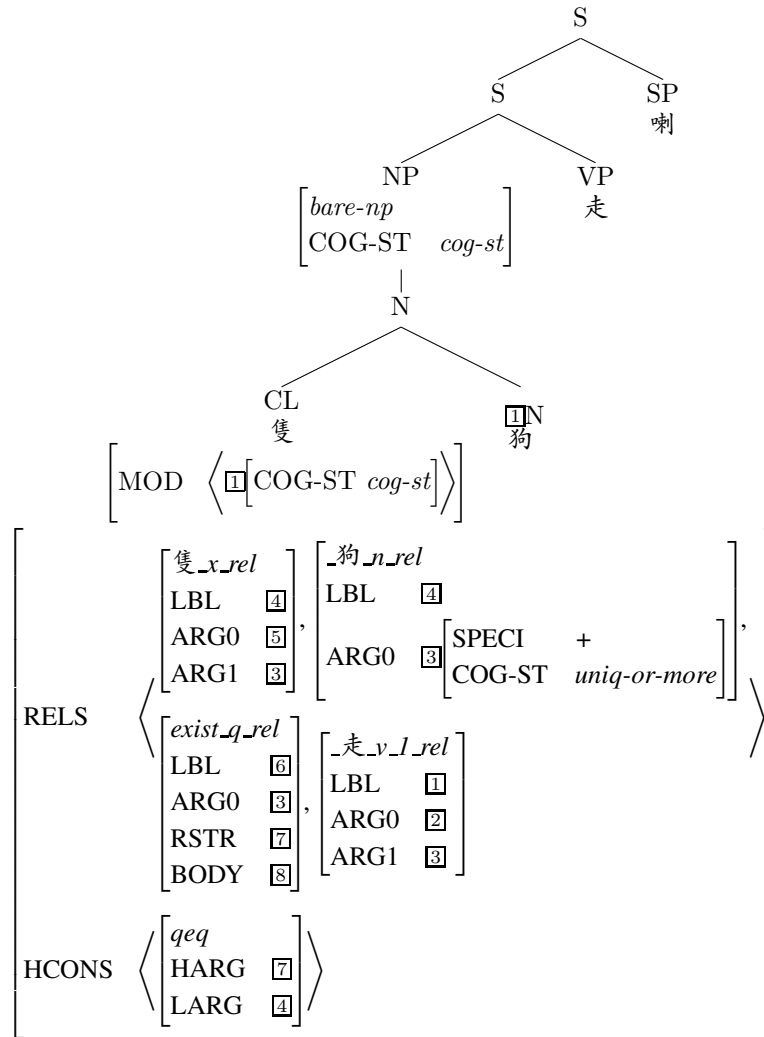 S
S SP
喇
NP VP
走
bare-np
COG-ST cog-st
N
CL 1N
隻 狗
MOD ⟨1[COG-ST cog-st]⟩
隻_x_rel _狗_n_rel
LBL 4 LBL 4
ARG0 5 ARG0 3 SPECI +
ARG1 3 COG-ST uniq-or-more
RELS
exist_q_rel _走_v_1_rel
LBL 6 LBL 1
ARG0 3 ARG0 2
RSTR 7 ARG1 3
BODY 8
qeq
HCONS HARG 7
LARG 4